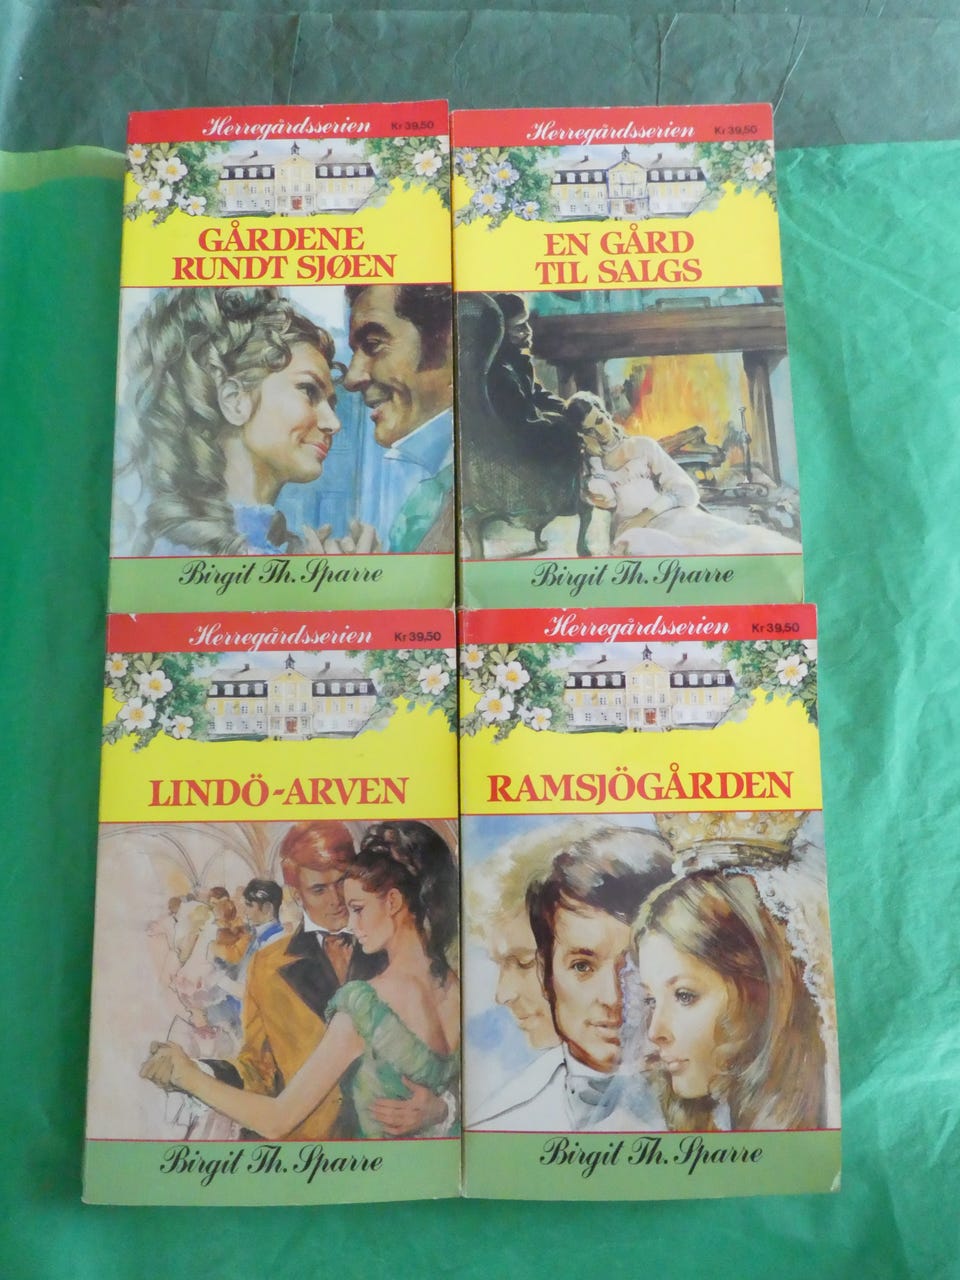 Herregårdsserien Kr 39,50
GÅRDENE
RUNDT SJØEN
Birgit Th. Sparre
Herregårdsserien Kr 39,50
EN GÅRD
TIL SALGS
Birgit Th. Sparre
Herregårdsserien Kr 39,50
LINDÖ-ARVEN
Birgit Th. Sparre
Herregårdsserien Kr 39,50
RAMSJÖGÅRDEN
Birgit Th. Sparre